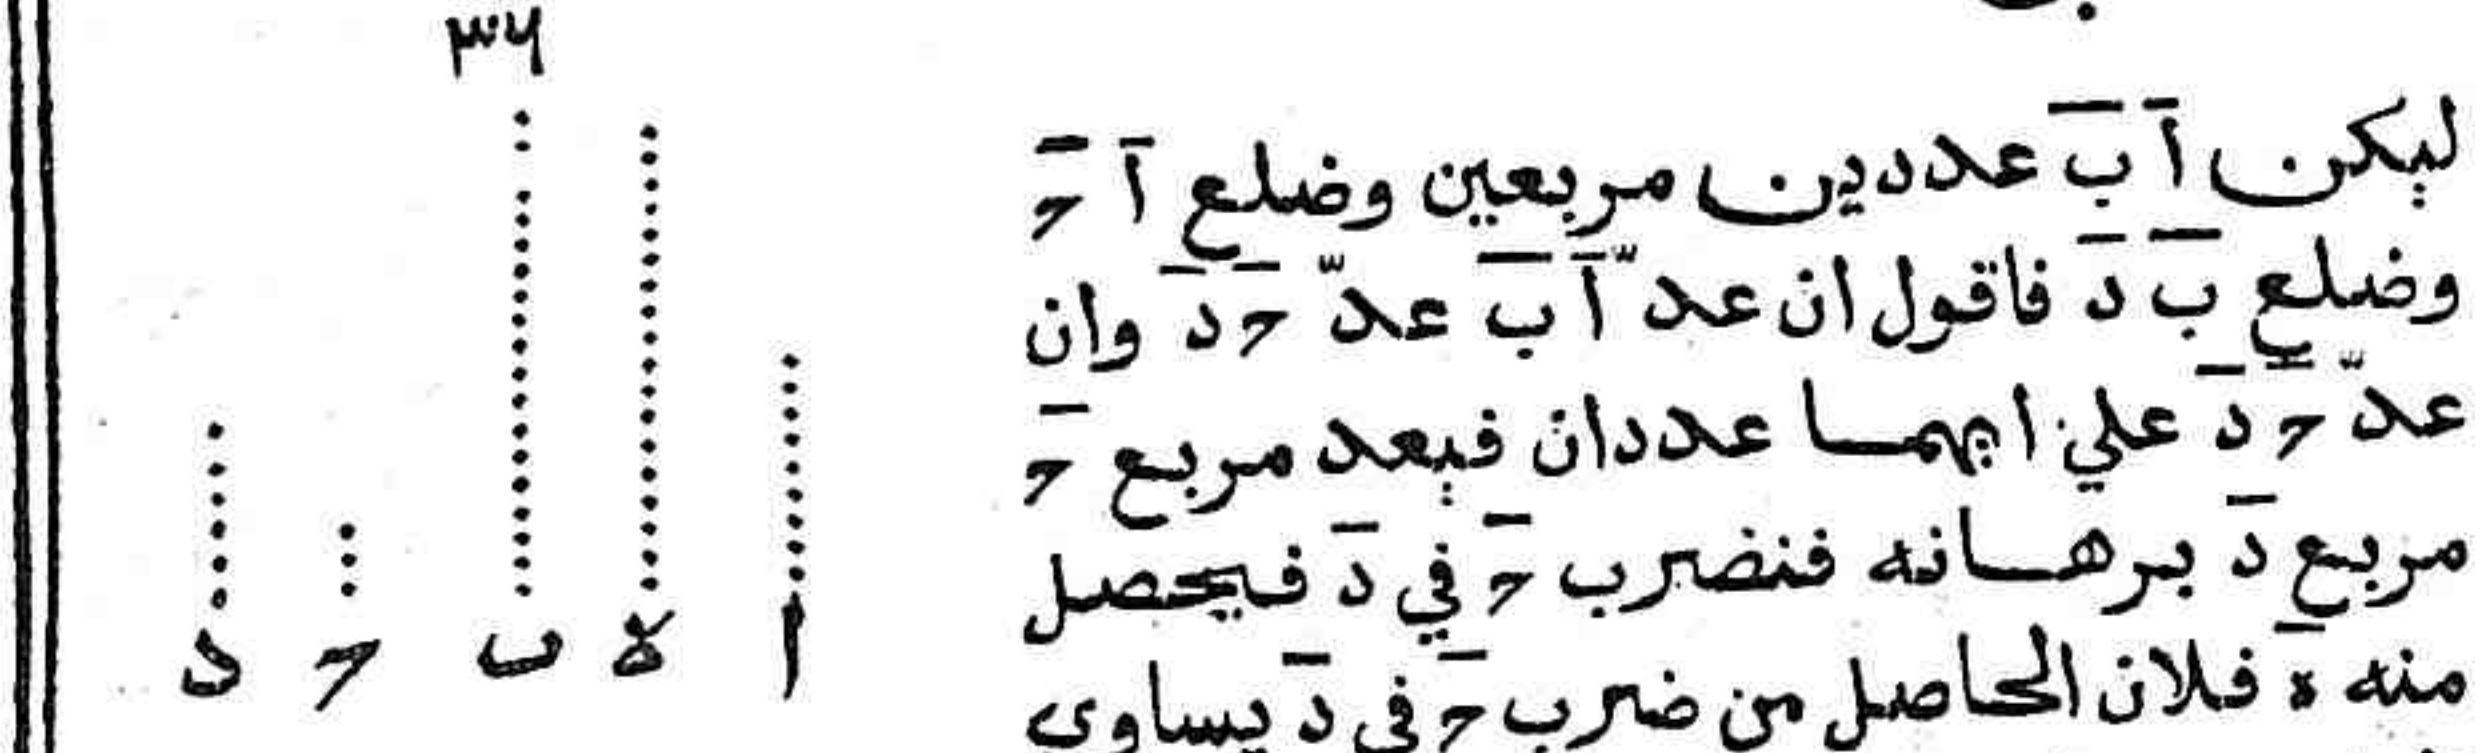 ٣٦
ليكن آ ب عددين مربعين وضلع آ ح
وضلع ب د فاقول ان عدّ آ ب عدّ ح د وان
عدّ ح د علي ايهما عددان فيعد مربع ح
مربع د برهانه فنضرب ح في د فيحصل
منه ه فلان الحاصل من ضرب ح في د يساوى
ا ه ب ح د